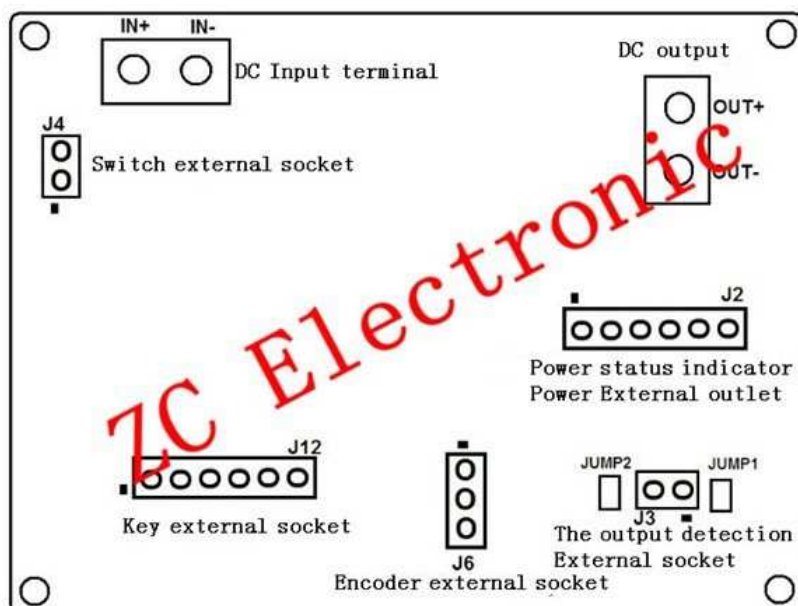 IN+ IN-
DC Input terminal
DC output
OUT+
OUT-
J4
Switch external socket
ZC Electronic
J2
Power status indicator
Power External outlet
J12
Key external socket
J6
Encoder external socket
JUMP2
JUMP1
J3
The output detection
External socket